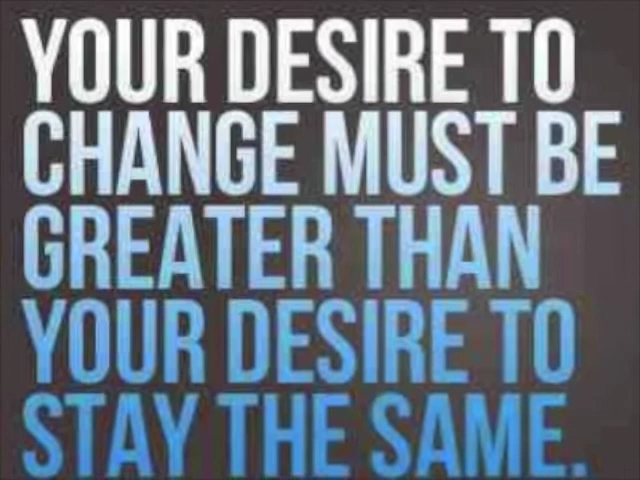 YOUR DESIRE TO
CHANGE MUST BE
GREATER THAN
YOUR DESIRE TO
STAY THE SAME.